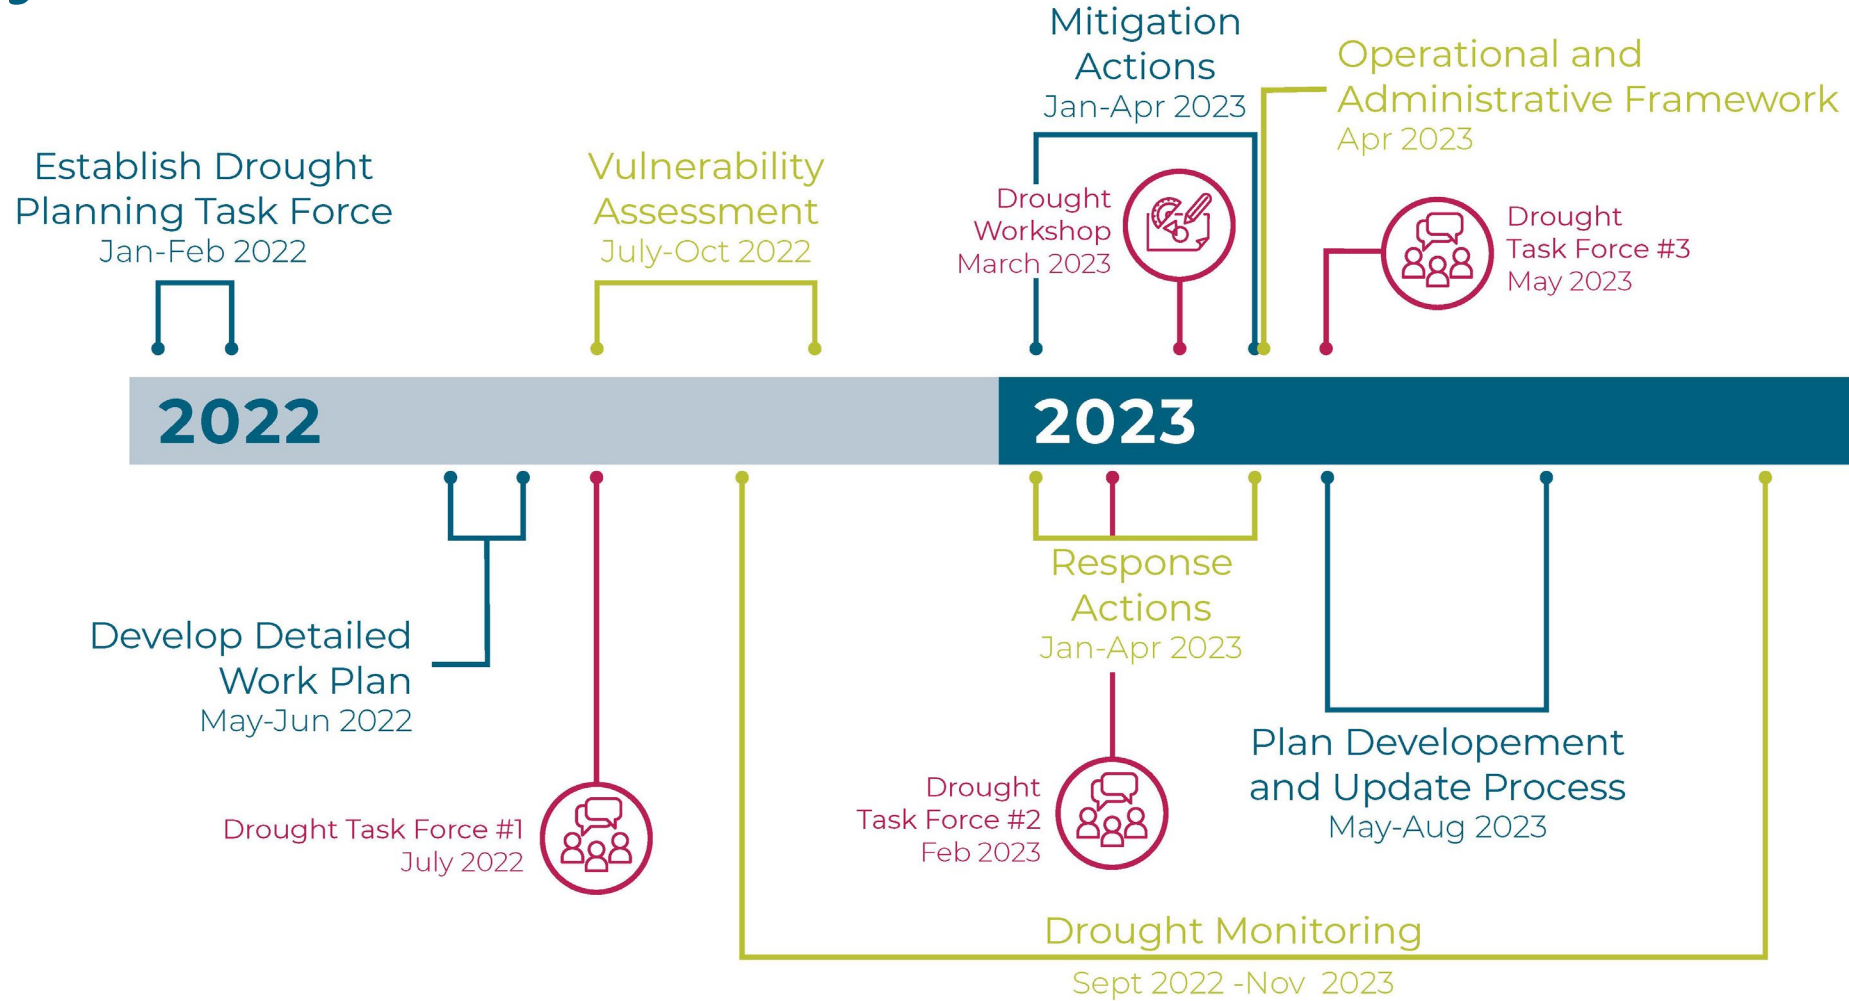 Mitigation
Actions
Jan-Apr 2023
Operational and
Administrative Framework
Apr 2023
Establish Drought
Planning Task Force
Jan-Feb 2022
Vulnerability
Assessment
July-Oct 2022
Drought
Workshop
March 2023
Drought
Task Force #3
May 2023
2022
2023
Response
Actions
Jan-Apr 2023
Develop Detailed
Work Plan
May-Jun 2022
Plan Developement
and Update Process
May-Aug 2023
Drought Task Force #1
July 2022
Drought
Task Force #2
Feb 2023
Drought Monitoring
Sept 2022 -Nov 2023